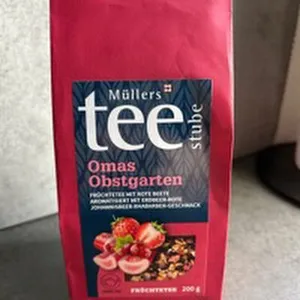 Müllers
tee
stube
Omas
Obstgarten
FRÜCHTETEE MIT ROTE BEETE
AROMATISIERT MIT ERDBEER-ROTE
JOHANNISBEER-RHABARBER-GESCHMACK
FRÜCHTETEE 200 g